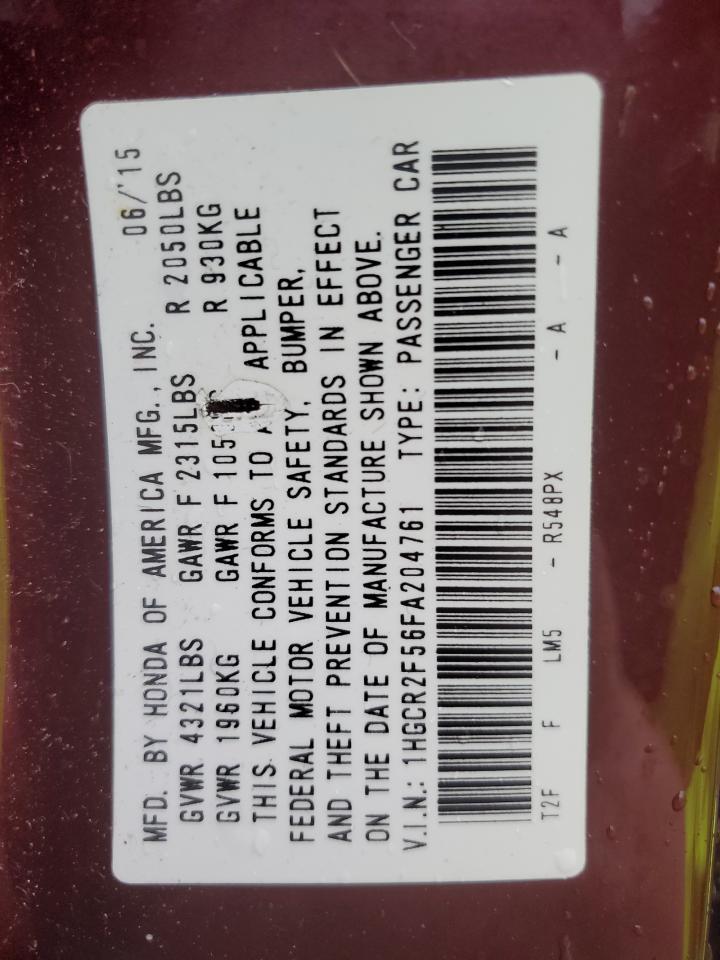 MFD. BY HONDA OF AMERICA MFG., INC. 06/'15
GVWR 4321LBS GAWR F 2315LBS R 2050LBS
GVWR 1960KG GAWR F R 930KG
THIS VEHICLE CONFORMS TO APPLICABLE
FEDERAL MOTOR VEHICLE SAFETY, BUMPER,
AND THEFT PREVENTION STANDARDS IN EFFECT
ON THE DATE OF MANUFACTURE SHOWN ABOVE.
V.I.N.: 1HGCR2F56FA204761 TYPE: PASSENGER CAR
T2F F LM5 - R548PX - A - A